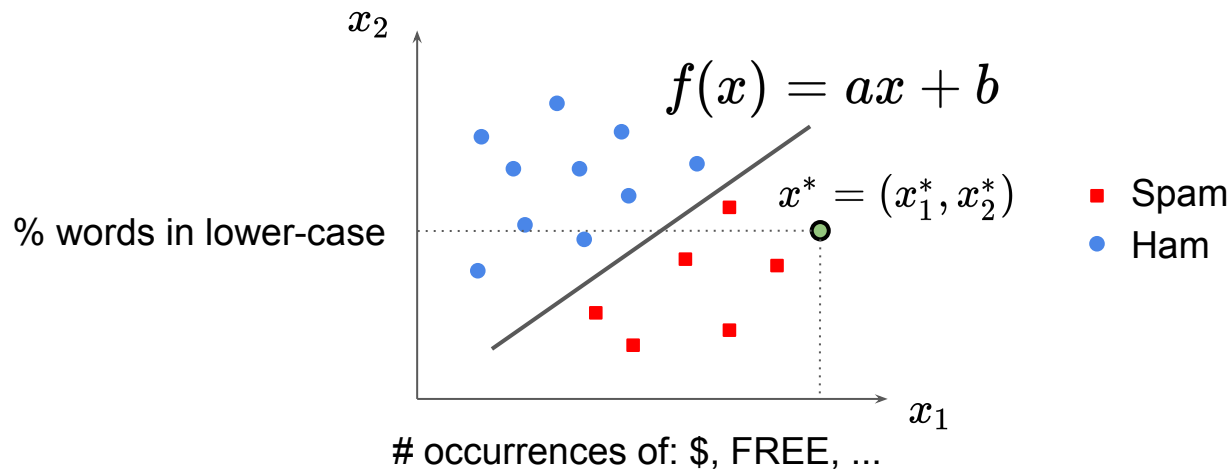 x₂
f(x) = ax + b
x* = (x₁*, x₂*)
Spam
% words in lower-case
Ham
x₁
# occurrences of: $, FREE, ...